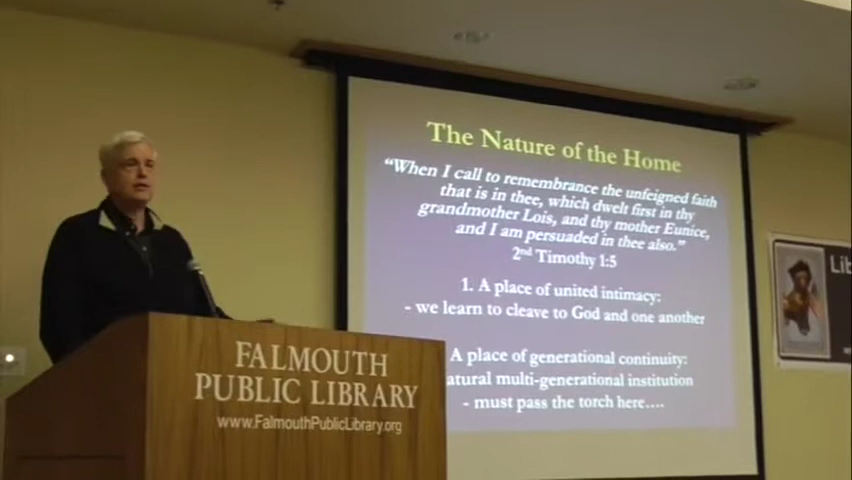 The Nature of the Home
“When I call to remembrance the unfeigned faith
that is in thee, which dwelt first in thy
grandmother Lois, and thy mother Eunice,
and I am persuaded in thee also.”
2nd Timothy 1:5
1. A place of united intimacy:
- we learn to cleave to God and one another
A place of generational continuity:
atural multi-generational institution
- must pass the torch here….
FALMOUTH
PUBLIC LIBRARY
www.FalmouthPublicLibrary.org
Lib